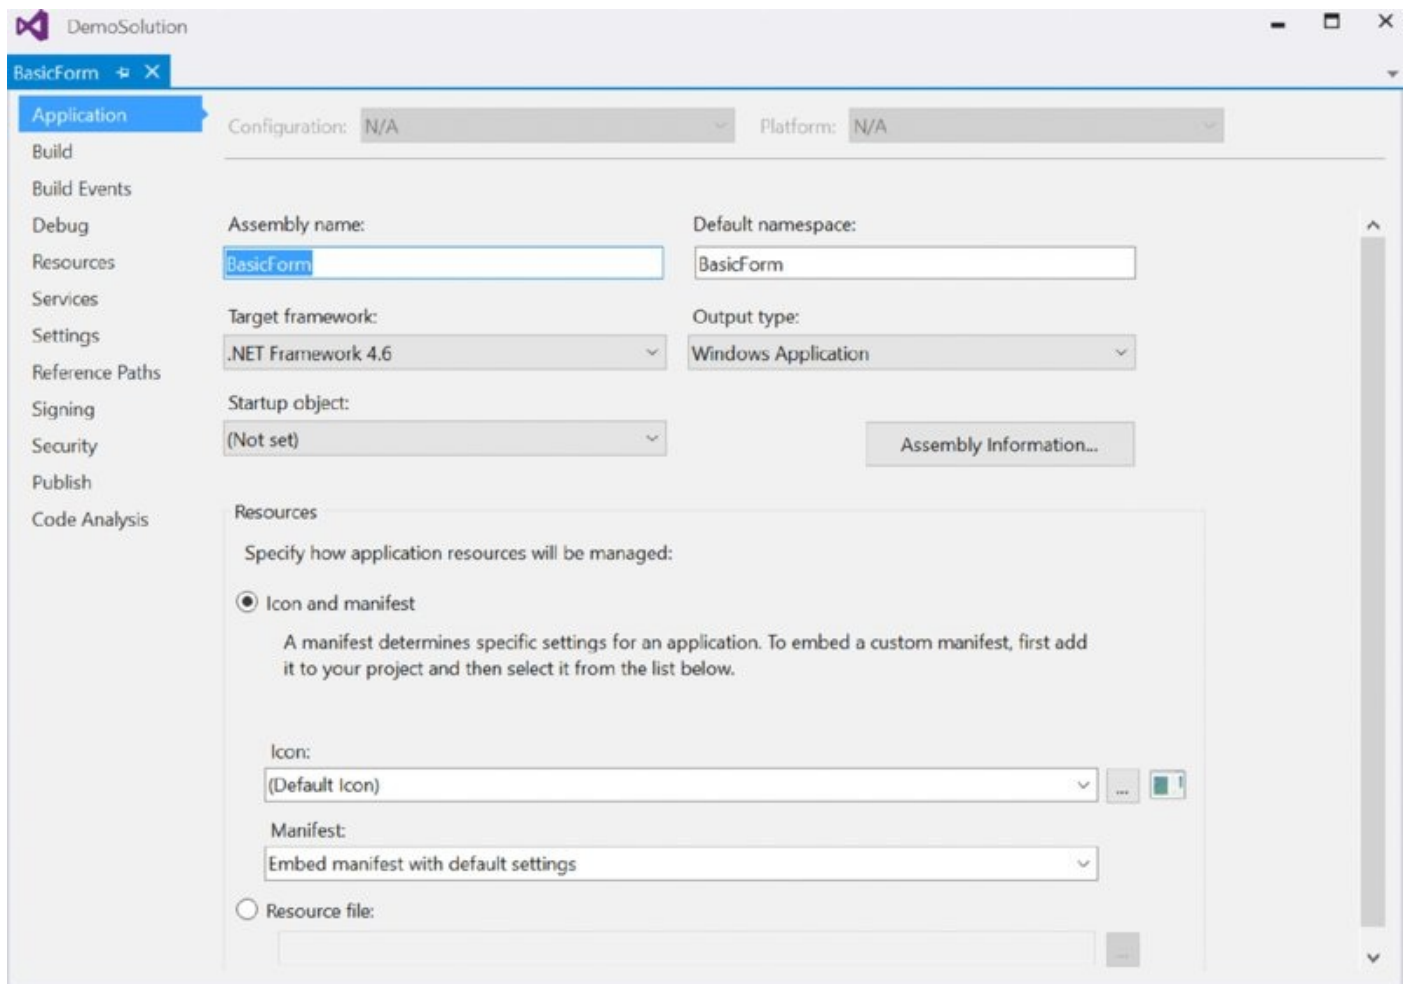 DemoSolution
BasicForm
Application
Build
Build Events
Debug
Resources
Services
Settings
Reference Paths
Signing
Security
Publish
Code Analysis
Configuration: N/A Platform: N/A
Assembly name: Default namespace:
BasicForm BasicForm
Target framework: Output type:
.NET Framework 4.6 Windows Application
Startup object:
(Not set) Assembly Information...
Resources
Specify how application resources will be managed:
Icon and manifest
A manifest determines specific settings for an application. To embed a custom manifest, first add
it to your project and then select it from the list below.
Icon:
(Default Icon) ...
Manifest:
Embed manifest with default settings
Resource file:
...